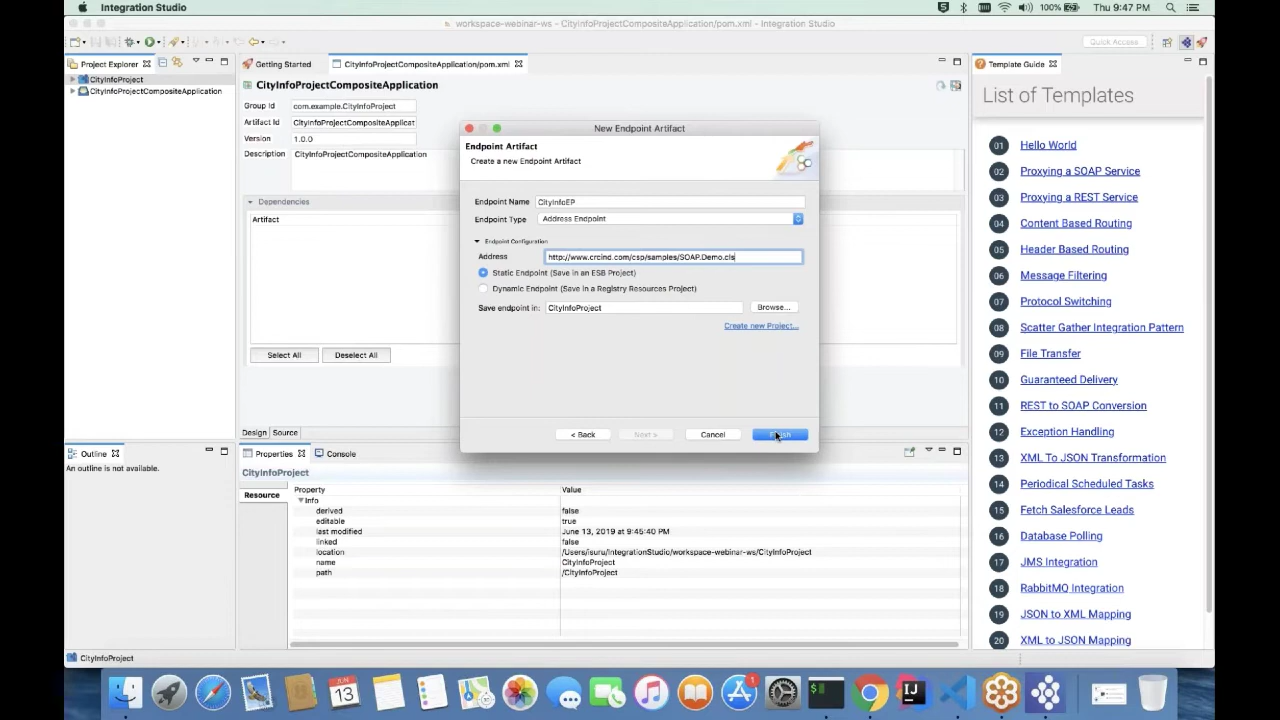 Integration Studio
100%
Thu 9:47 PM
workspace-webinar-ws - CityInfoProjectCompositeApplication/pom.xml - Integration Studio
Quick Access
Project Explorer
Getting Started
CityInfoProjectCompositeApplication/pom.xml
Template Guide
CityInfoProject
CityInfoProjectCompositeApplication
CityInfoProjectCompositeApplication
Group Id
com.example.CityInfoProject
Artifact Id
CityInfoProjectCompositeApplicat
Version
1.0.0
Description
CityInfoProjectCompositeApplication
Dependencies
Artifact
Select All
Deselect All
Design
Source
New Endpoint Artifact
Endpoint Artifact
Create a new Endpoint Artifact
Endpoint Name
CityInfoEP
Endpoint Type
Address Endpoint
Endpoint Configuration
Address
http://www.crcind.com/csp/samples/SOAP.Demo.cls
Static Endpoint (Save in an ESB Project)
Dynamic Endpoint (Save in a Registry Resources Project)
Save endpoint in:
CityInfoProject
Browse...
Create new Project...
< Back
Next >
Cancel
Finish
List of Templates
01 Hello World
02 Proxying a SOAP Service
03 Proxying a REST Service
04 Content Based Routing
05 Header Based Routing
06 Message Filtering
07 Protocol Switching
08 Scatter Gather Integration Pattern
09 File Transfer
10 Guaranteed Delivery
11 REST to SOAP Conversion
12 Exception Handling
13 XML To JSON Transformation
14 Periodical Scheduled Tasks
15 Fetch Salesforce Leads
16 Database Polling
17 JMS Integration
18 RabbitMQ Integration
19 JSON to XML Mapping
20 XML to JSON Mapping
Outline
An outline is not available.
Properties
Console
CityInfoProject
Resource
Property
Value
Info
derived
false
editable
true
last modified
June 13, 2019 at 9:45:40 PM
linked
false
location
/Users/isuru/IntegrationStudio/workspace-webinar-ws/CityInfoProject
name
CityInfoProject
path
/CityInfoProject
CityInfoProject
JUN
13
1